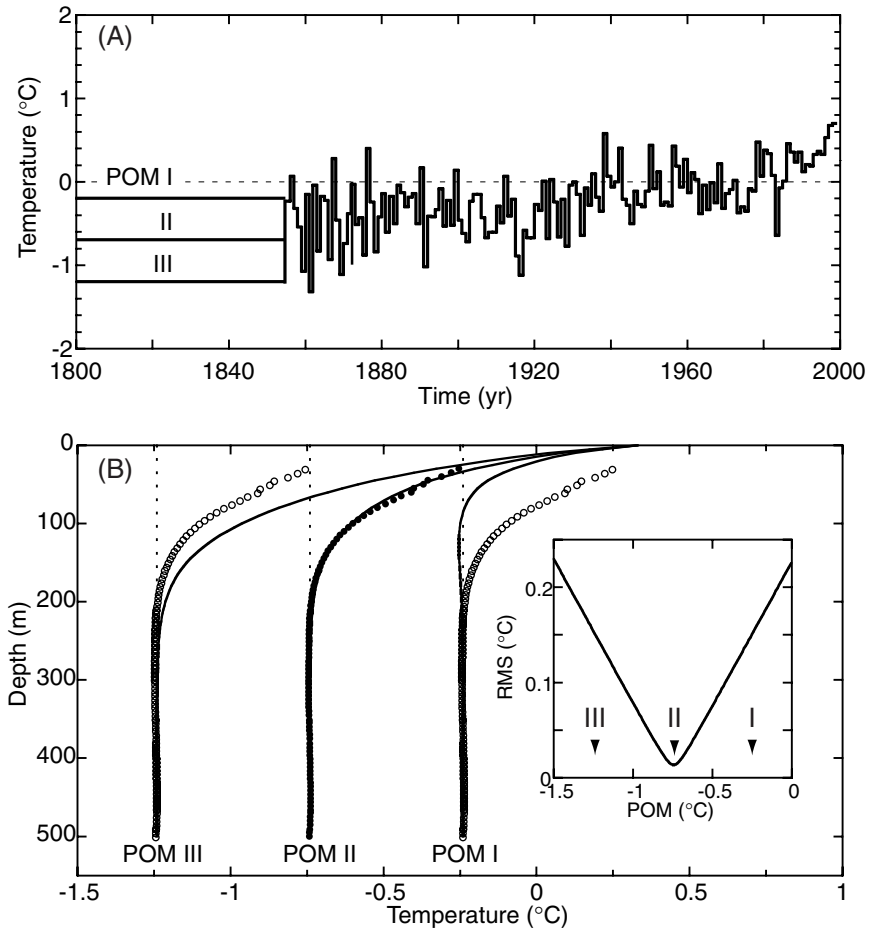 2
(A)
1
Temperature (°C)
POM I
0
II
III
-1
-2
1800
1840
1880
1920
1960
2000
Time (yr)
0
(B)
100
200
Depth (m)
300
400
500
POM III
POM II
POM I
-1.5
-1
-0.5
0
0.5
1
Temperature (°C)
0.2
RMS (°C)
0.1
III
II
I
0
-1.5
-1
-0.5
0
POM (°C)